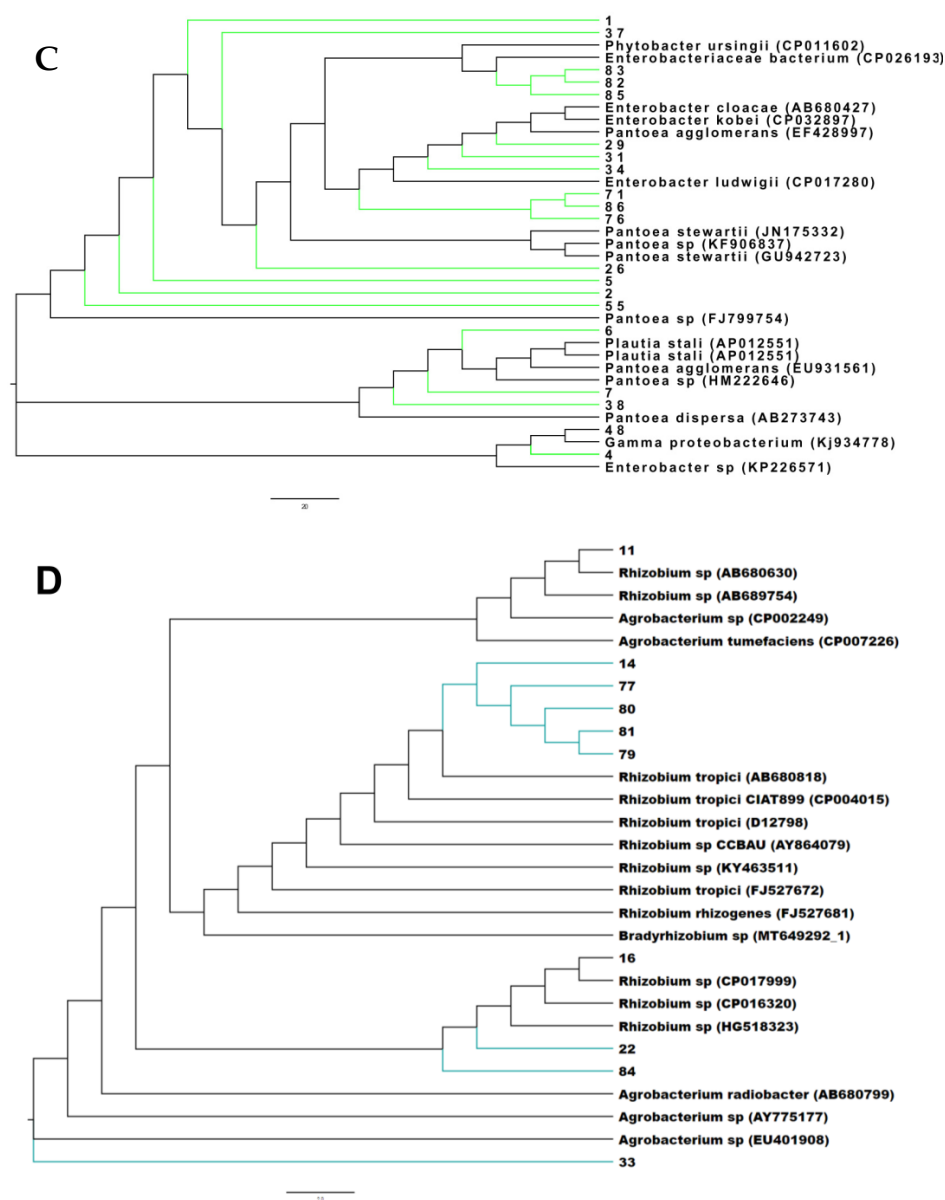 C
1
37
Phytobacter ursingii (CP011602)
Enterobacteriaceae bacterium (CP026193)
83
82
85
Enterobacter cloacae (AB680427)
Enterobacter kobei (CP032897)
Pantoea agglomerans (EF428997)
29
31
34
Enterobacter ludwigii (CP017280)
71
86
76
Pantoea stewartii (JN175332)
Pantoea sp (KF906837)
Pantoea stewartii (GU942723)
26
5
2
55
Pantoea sp (FJ799754)
6
Plautia stali (AP012551)
Plautia stali (AP012551)
Pantoea agglomerans (EU931561)
Pantoea sp (HM222646)
7
38
Pantoea dispersa (AB273743)
48
Gamma proteobacterium (Kj934778)
4
Enterobacter sp (KP226571)
20
D
11
Rhizobium sp (AB680630)
Rhizobium sp (AB689754)
Agrobacterium sp (CP002249)
Agrobacterium tumefaciens (CP007226)
14
77
80
81
79
Rhizobium tropici (AB680818)
Rhizobium tropici CIAT899 (CP004015)
Rhizobium tropici (D12798)
Rhizobium sp CCBAU (AY864079)
Rhizobium sp (KY463511)
Rhizobium tropici (FJ527672)
Rhizobium rhizogenes (FJ527681)
Bradyrhizobium sp (MT649292_1)
16
Rhizobium sp (CP017999)
Rhizobium sp (CP016320)
Rhizobium sp (HG518323)
22
84
Agrobacterium radiobacter (AB680799)
Agrobacterium sp (AY775177)
Agrobacterium sp (EU401908)
33